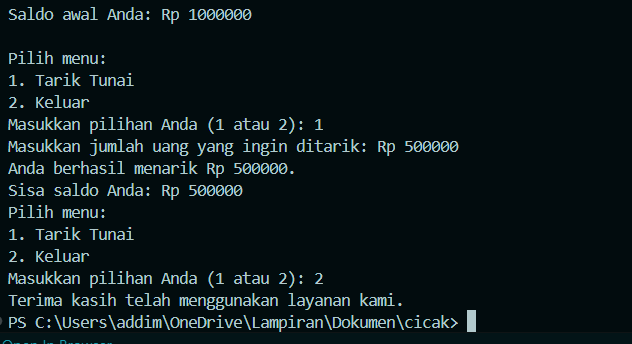 Saldo awal Anda: Rp 1000000
Pilih menu:
1. Tarik Tunai
2. Keluar
Masukkan pilihan Anda (1 atau 2): 1
Masukkan jumlah uang yang ingin ditarik: Rp 500000
Anda berhasil menarik Rp 500000.
Sisa saldo Anda: Rp 500000
Pilih menu:
1. Tarik Tunai
2. Keluar
Masukkan pilihan Anda (1 atau 2): 2
Terima kasih telah menggunakan layanan kami.
PS C:\Users\addim\OneDrive\Lampiran\Dokumen\cicak>
Open In Browser